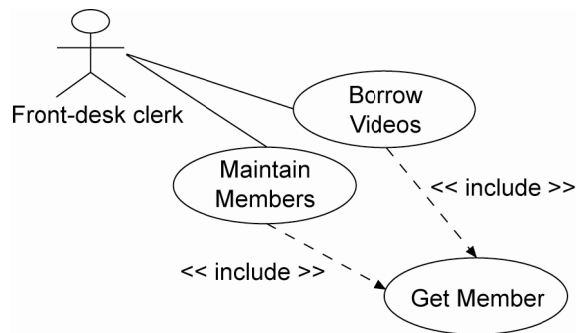 Front-desk clerk
Borrow
Videos
Maintain
Members
<< include >>
<< include >>
Get Member